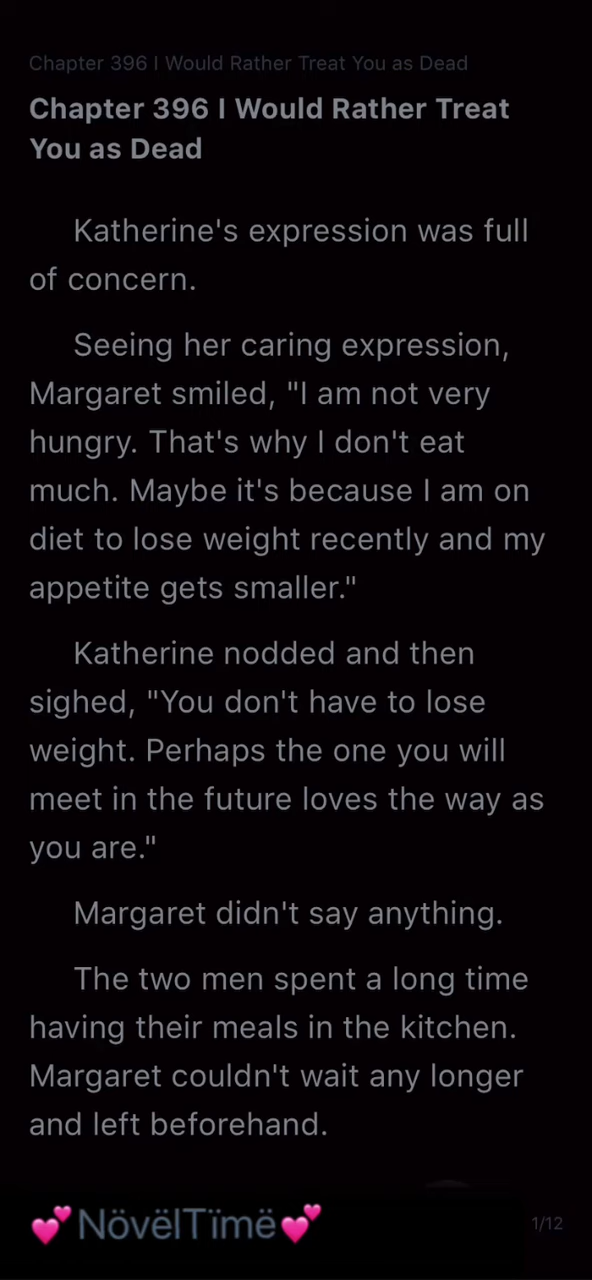 Chapter 396 I Would Rather Treat You as Dead
Chapter 396 I Would Rather Treat
You as Dead
Katherine's expression was full
of concern.
Seeing her caring expression,
Margaret smiled, "I am not very
hungry. That's why I don't eat
much. Maybe it's because I am on
diet to lose weight recently and my
appetite gets smaller."
Katherine nodded and then
sighed, "You don't have to lose
weight. Perhaps the one you will
meet in the future loves the way as
you are."
Margaret didn't say anything.
The two men spent a long time
having their meals in the kitchen.
Margaret couldn't wait any longer
and left beforehand.
💕NövëlTïmë💕
1/12